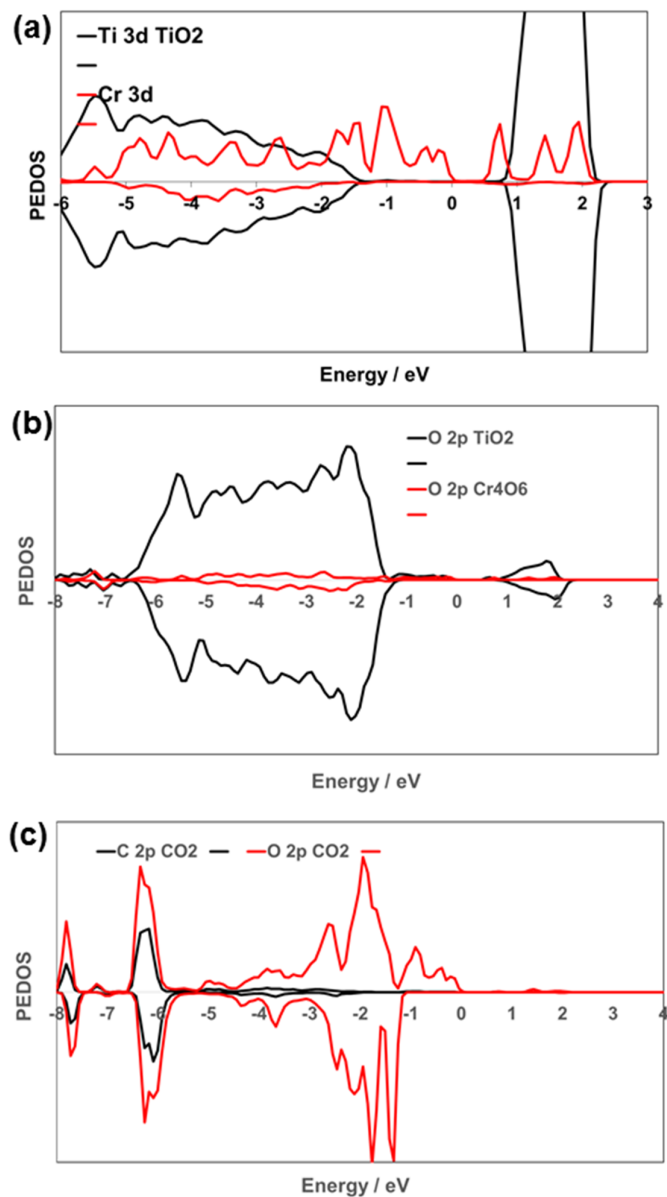 (a)
Ti 3d TiO2
Cr 3d
PEDOS
-6 -5 -4 -3 -2 -1 0 1 2 3
Energy / eV
(b)
O 2p TiO2
O 2p Cr4O6
PEDOS
-8 -7 -6 -5 -4 -3 -2 -1 0 1 2 3 4
Energy / eV
(c)
C 2p CO2 O 2p CO2
PEDOS
-8 -7 -6 -5 -4 -3 -2 -1 0 1 2 3 4
Energy / eV